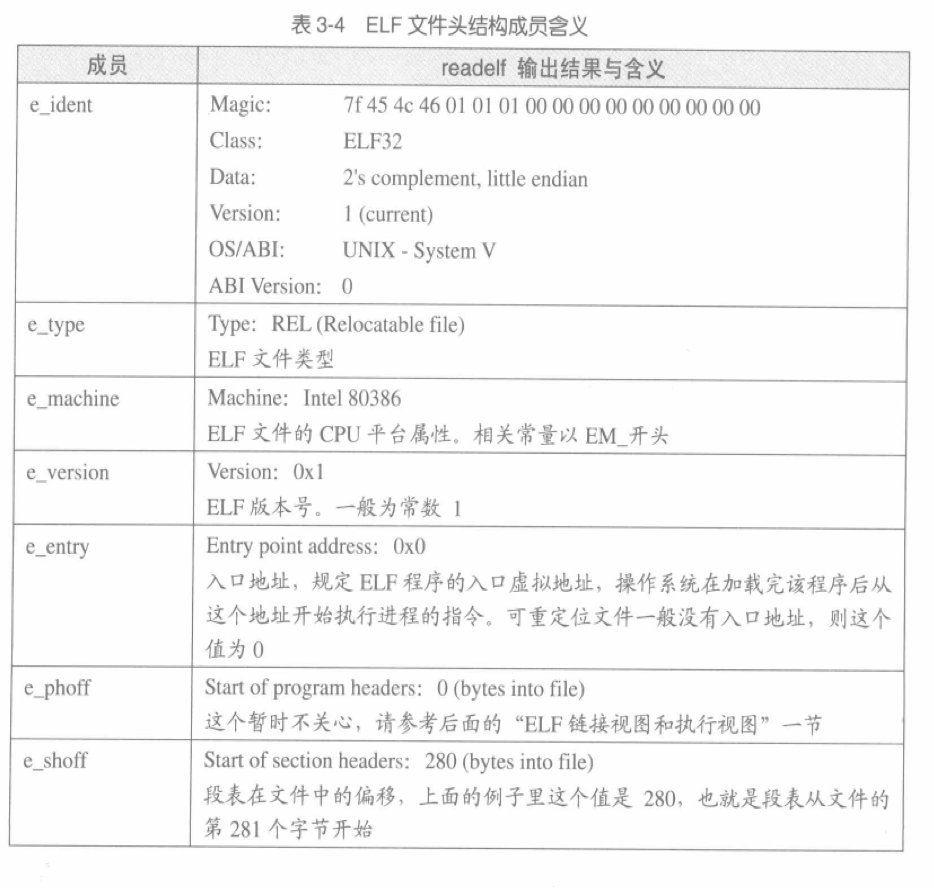 表 3-4 ELF 文件头结构成员含义
成员 readelf 输出结果与含义
e_ident Magic: 7f 45 4c 46 01 01 01 00 00 00 00 00 00 00 00 00
Class: ELF32
Data: 2's complement, little endian
Version: 1 (current)
OS/ABI: UNIX - System V
ABI Version: 0
e_type Type: REL (Relocatable file)
ELF 文件类型
e_machine Machine: Intel 80386
ELF 文件的 CPU 平台属性。相关常量以 EM_开头
e_version Version: 0x1
ELF 版本号。一般为常数 1
e_entry Entry point address: 0x0
入口地址，规定 ELF 程序的入口虚拟地址，操作系统在加载完该程序后从
这个地址开始执行进程的指令。可重定位文件一般没有入口地址，则这个
值为 0
e_phoff Start of program headers: 0 (bytes into file)
这个暂时不关心，请参考后面的“ELF 链接视图和执行视图”一节
e_shoff Start of section headers: 280 (bytes into file)
段表在文件中的偏移，上面的例子里这个值是 280，也就是段表从文件的
第 281 个字节开始